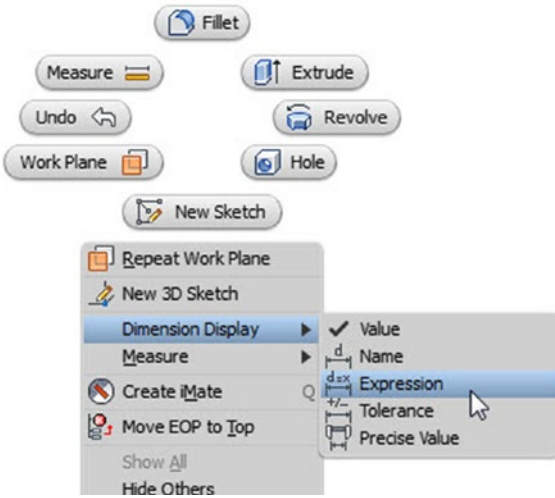 Fillet
Measure
Extrude
Undo
Revolve
Work Plane
Hole
New Sketch
Repeat Work Plane
New 3D Sketch
Dimension Display
Measure
Create iMate Q
Move EOP to Top
Show All
Hide Others
Value
d
Name
d=x
Expression
+/-
Tolerance
Precise Value